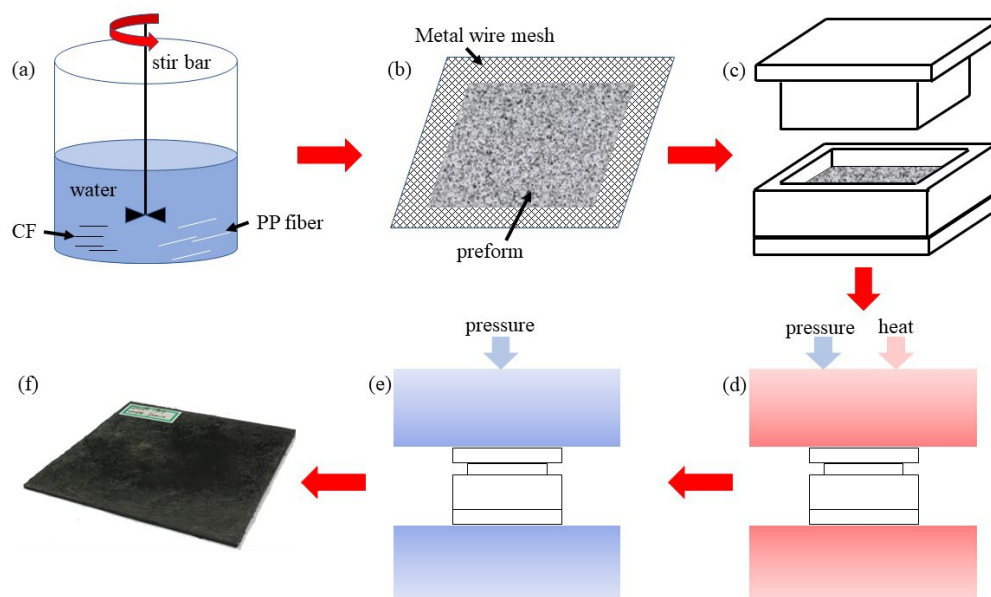 (a)
stir bar
water
CF
PP fiber
Metal wire mesh
(b)
preform
(c)
pressure
heat
(d)
pressure
(e)
(f)